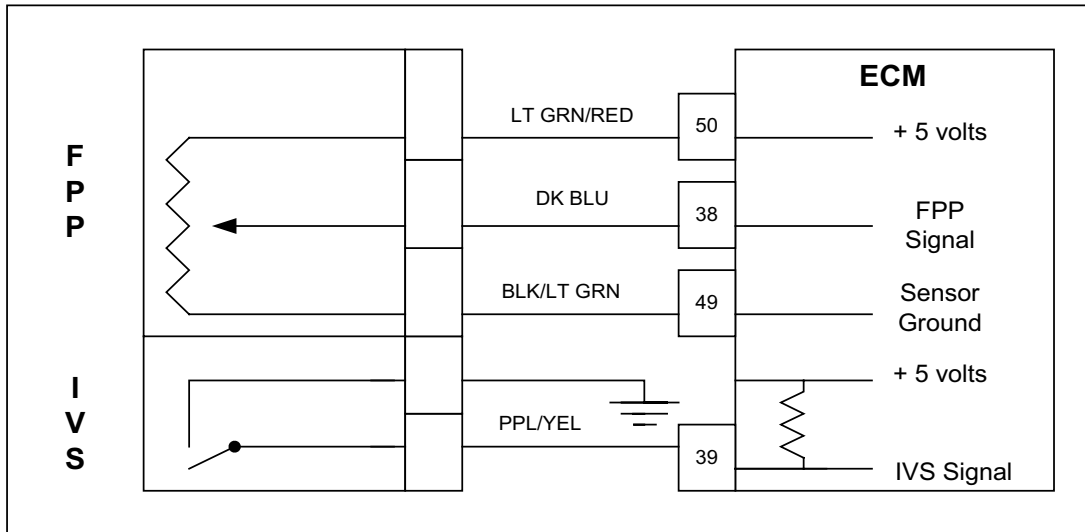 ECM
LT GRN/RED
50
+ 5 volts
F
P
P
DK BLU
38
FPP
Signal
BLK/LT GRN
49
Sensor
Ground
I
V
S
+ 5 volts
PPL/YEL
39
IVS Signal